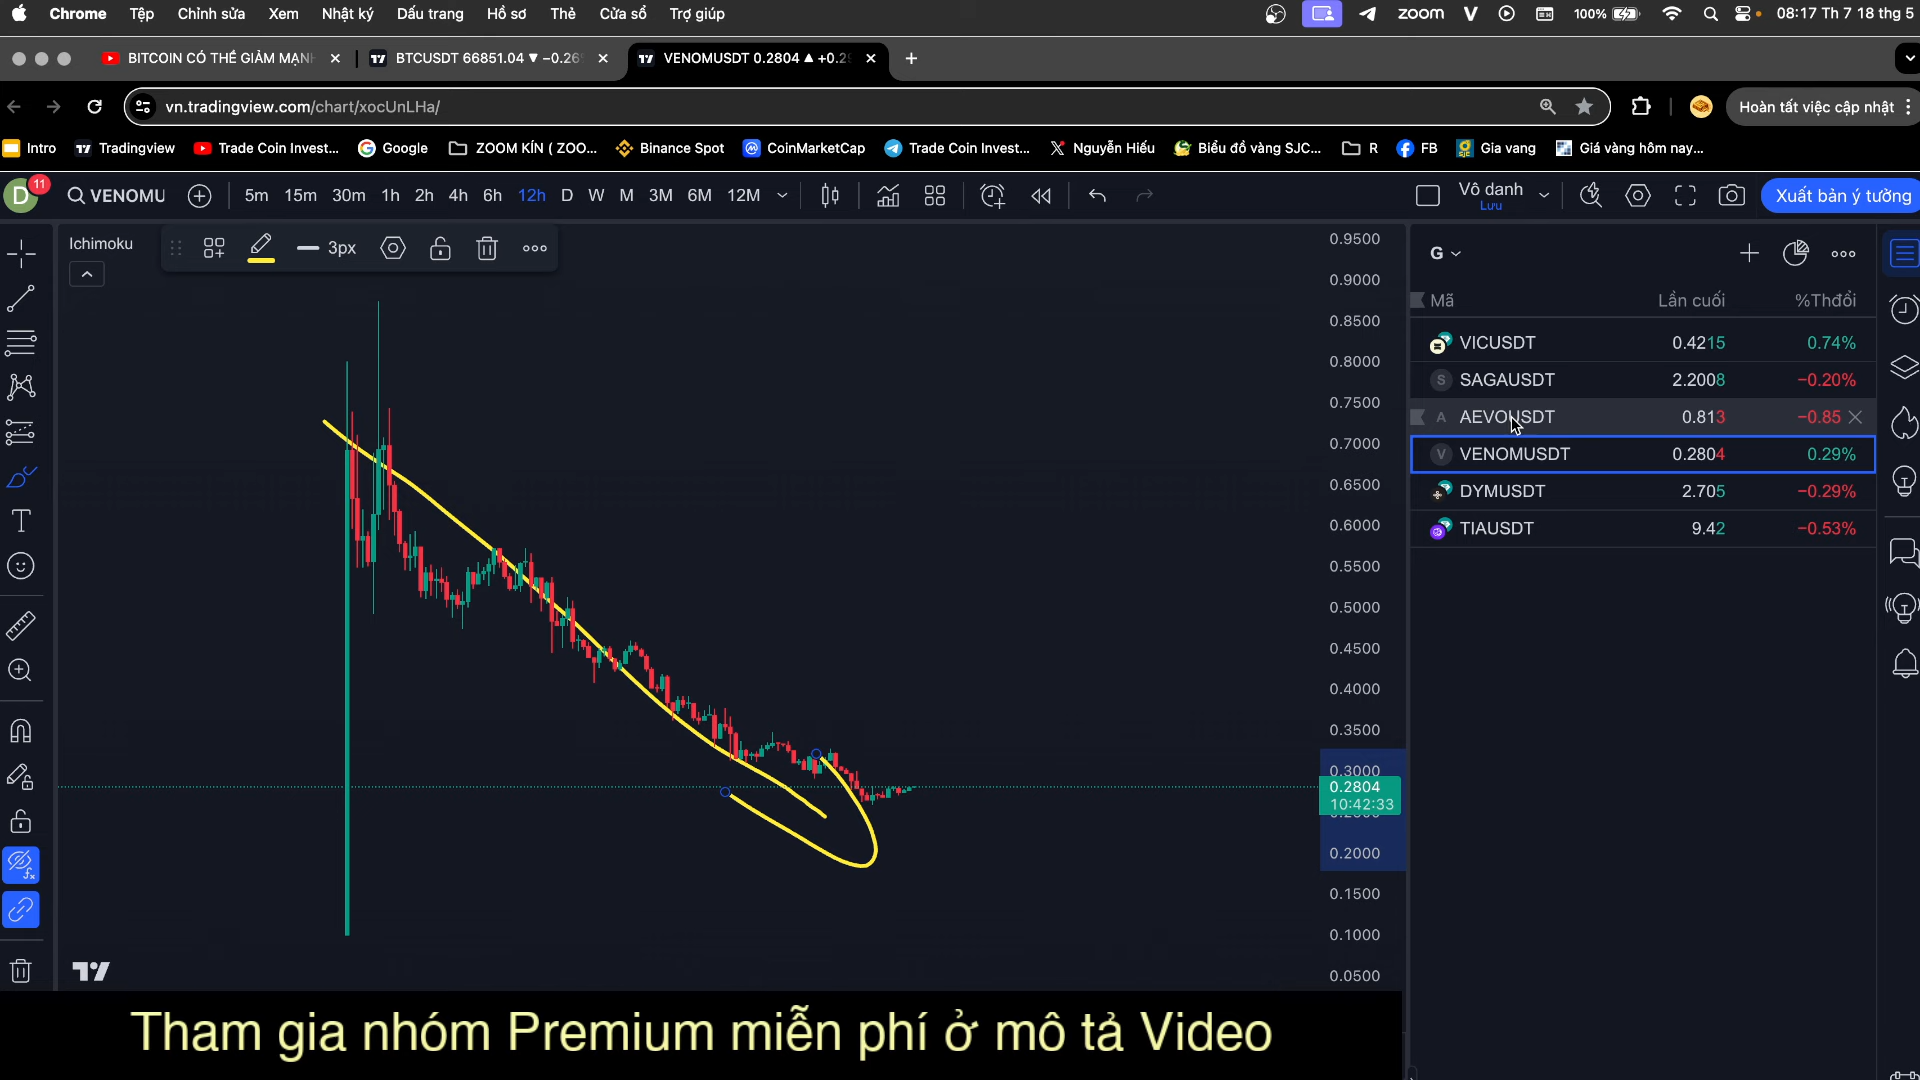 Chrome Tệp Chỉnh sửa Xem Nhật ký Dấu trang Hồ sơ Thẻ Cửa sổ Trợ giúp zoom 100% 08:17 Th 7 18 thg 5
BITCOIN CÓ THỂ GIẢM MẠNH BTCUSDT 66851.04 ▼ −0.26 VENOMUSDT 0.2804 ▲ +0.2
vn.tradingview.com/chart/xocUnLHa/ Hoàn tất việc cập nhật
Intro Tradingview Trade Coin Invest... Google ZOOM KÍN ( ZOO... Binance Spot CoinMarketCap Trade Coin Invest... Nguyễn Hiếu Biểu đồ vàng SJC... R FB Gia vang Giá vàng hôm nay...
D 11 VENOMU 5m 15m 30m 1h 2h 4h 6h 12h D W M 3M 6M 12M Vô danh Xuất bản ý tưởng
Lưu
Ichimoku 3px
G
Mã Lần cuối %Thđổi
VICUSDT 0.4215 0.74%
S SAGAUSDT 2.2008 −0.20%
A AEVOUSDT 0.813 −0.85
V VENOMUSDT 0.2804 0.29%
DYMUSDT 2.705 −0.29%
TIAUSDT 9.42 −0.53%
0.9500
0.9000
0.8500
0.8000
0.7500
0.7000
0.6500
0.6000
0.5500
0.5000
0.4500
0.4000
0.3500
0.3000
0.2804
10:42:33
0.2000
0.1500
0.1000
0.0500
Tham gia nhóm Premium miễn phí ở mô tả Video